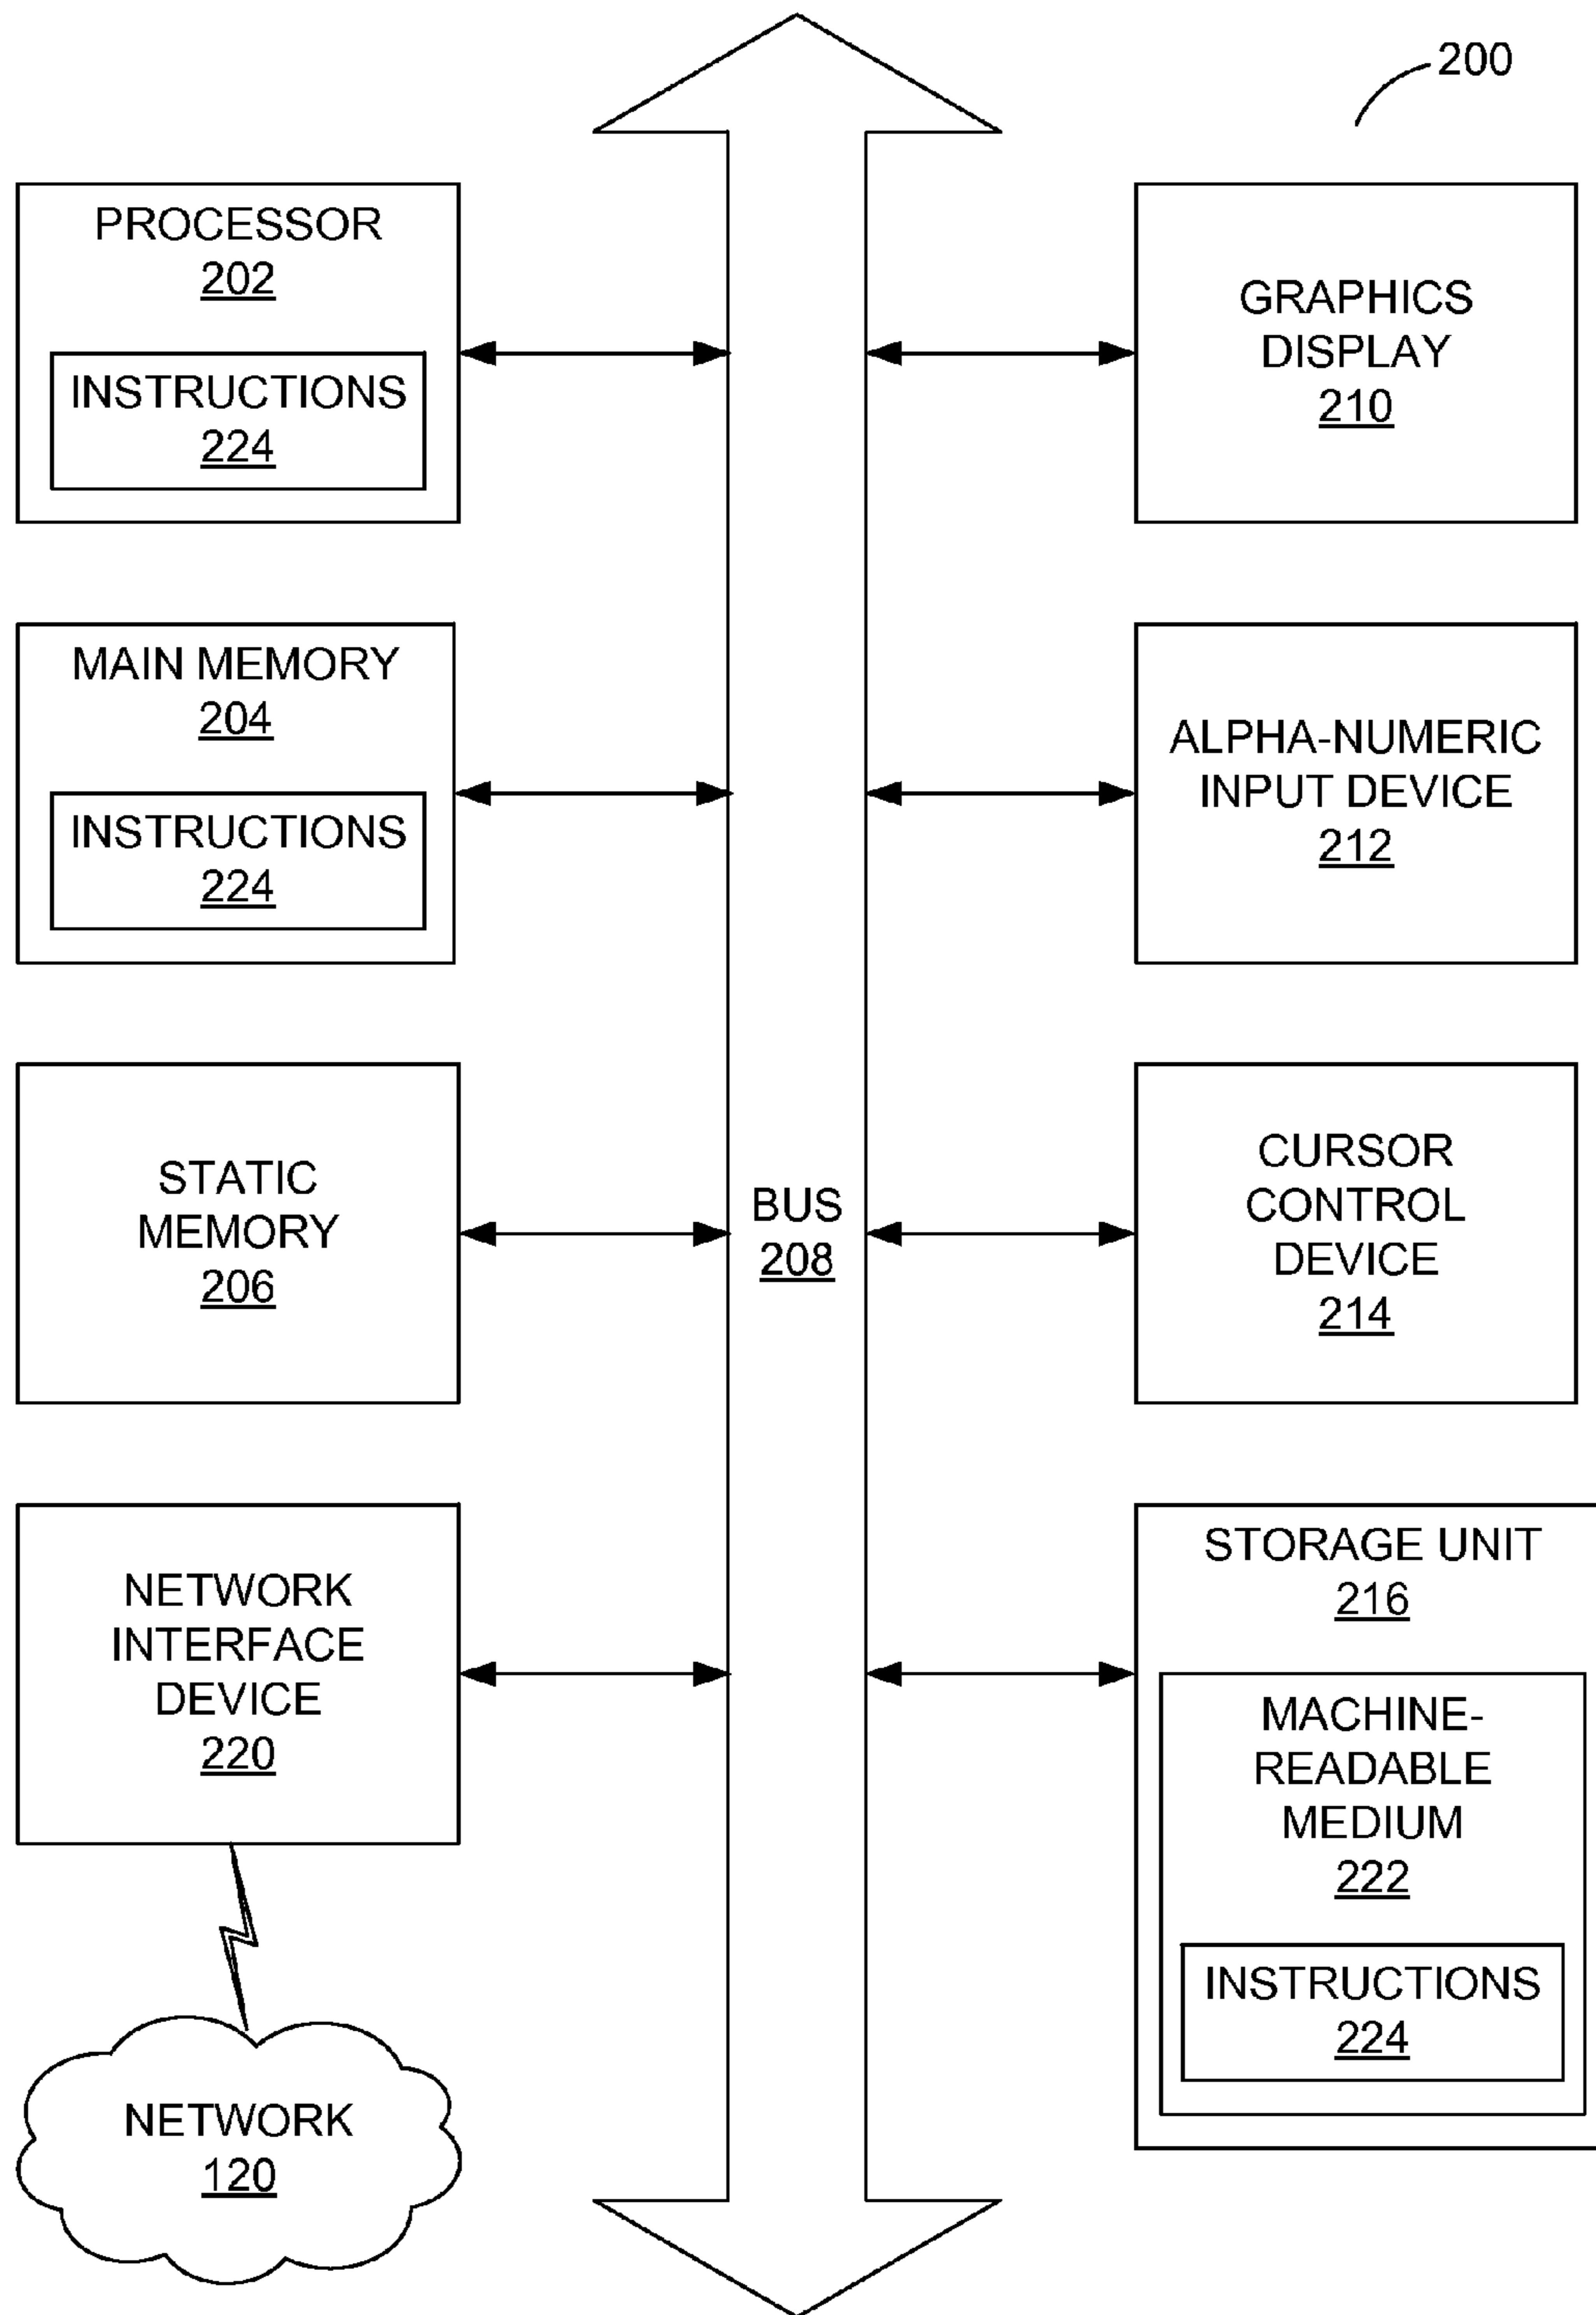 200
PROCESSOR
202
INSTRUCTIONS
224
GRAPHICS
DISPLAY
210
MAIN MEMORY
204
INSTRUCTIONS
224
ALPHA-NUMERIC
INPUT DEVICE
212
STATIC
MEMORY
206
BUS
208
CURSOR
CONTROL
DEVICE
214
NETWORK
INTERFACE
DEVICE
220
STORAGE UNIT
216
MACHINE-
READABLE
MEDIUM
222
INSTRUCTIONS
224
NETWORK
120